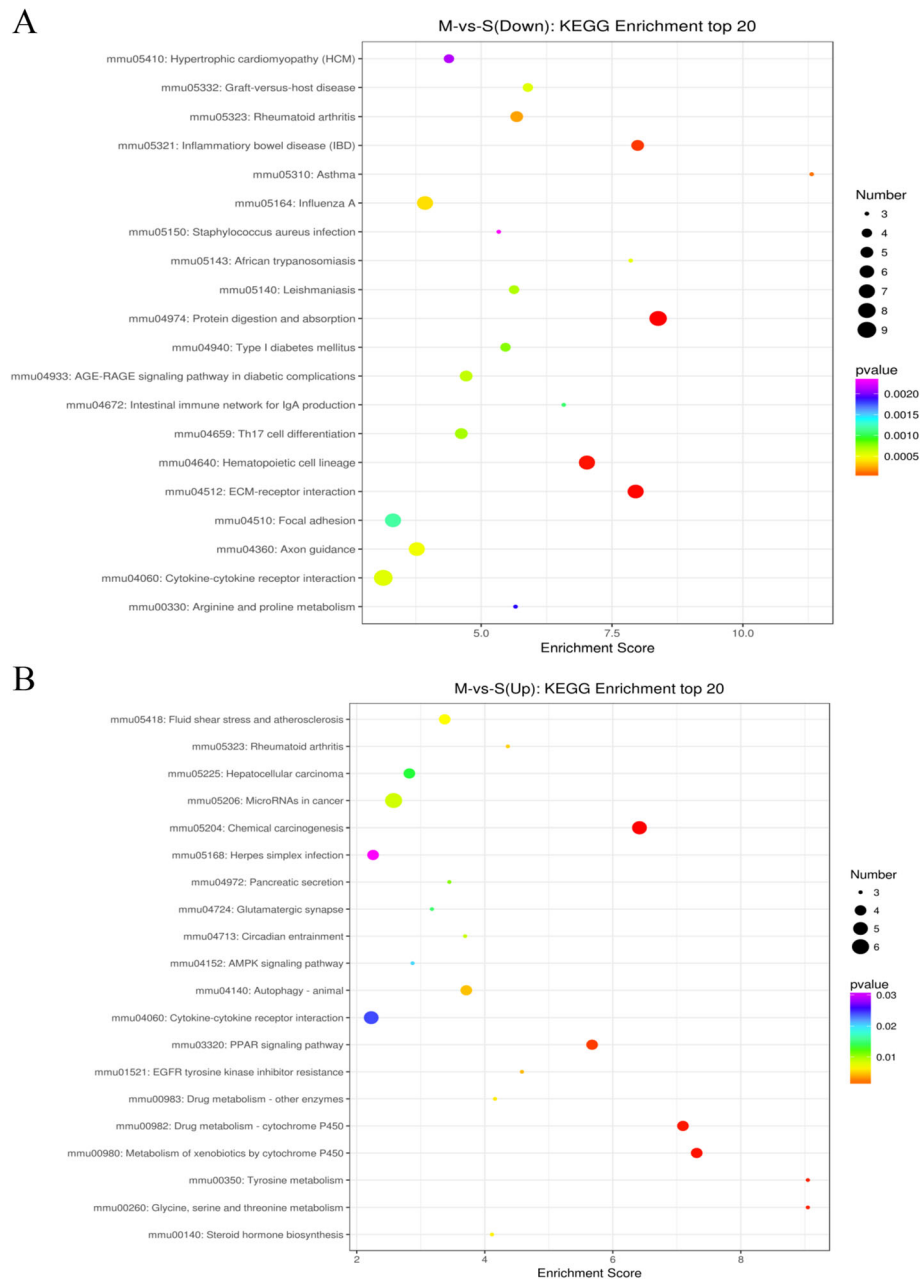 A
M-vs-S(Down): KEGG Enrichment top 20
mmu05410: Hypertrophic cardiomyopathy (HCM)
mmu05332: Graft-versus-host disease
mmu05323: Rheumatoid arthritis
mmu05321: Inflammatiory bowel disease (IBD)
mmu05310: Asthma
mmu05164: Influenza A
mmu05150: Staphylococcus aureus infection
mmu05143: African trypanosomiasis
mmu05140: Leishmaniasis
mmu04974: Protein digestion and absorption
mmu04940: Type I diabetes mellitus
mmu04933: AGE-RAGE signaling pathway in diabetic complications
mmu04672: Intestinal immune network for IgA production
mmu04659: Th17 cell differentiation
mmu04640: Hematopoietic cell lineage
mmu04512: ECM-receptor interaction
mmu04510: Focal adhesion
mmu04360: Axon guidance
mmu04060: Cytokine-cytokine receptor interaction
mmu00330: Arginine and proline metabolism
5.0 7.5 10.0
Enrichment Score
Number
3
4
5
6
7
8
9
pvalue
0.0020
0.0015
0.0010
0.0005
B
M-vs-S(Up): KEGG Enrichment top 20
mmu05418: Fluid shear stress and atherosclerosis
mmu05323: Rheumatoid arthritis
mmu05225: Hepatocellular carcinoma
mmu05206: MicroRNAs in cancer
mmu05204: Chemical carcinogenesis
mmu05168: Herpes simplex infection
mmu04972: Pancreatic secretion
mmu04724: Glutamatergic synapse
mmu04713: Circadian entrainment
mmu04152: AMPK signaling pathway
mmu04140: Autophagy - animal
mmu04060: Cytokine-cytokine receptor interaction
mmu03320: PPAR signaling pathway
mmu01521: EGFR tyrosine kinase inhibitor resistance
mmu00983: Drug metabolism - other enzymes
mmu00982: Drug metabolism - cytochrome P450
mmu00980: Metabolism of xenobiotics by cytochrome P450
mmu00350: Tyrosine metabolism
mmu00260: Glycine, serine and threonine metabolism
mmu00140: Steroid hormone biosynthesis
2 4 6 8
Enrichment Score
Number
3
4
5
6
pvalue
0.03
0.02
0.01